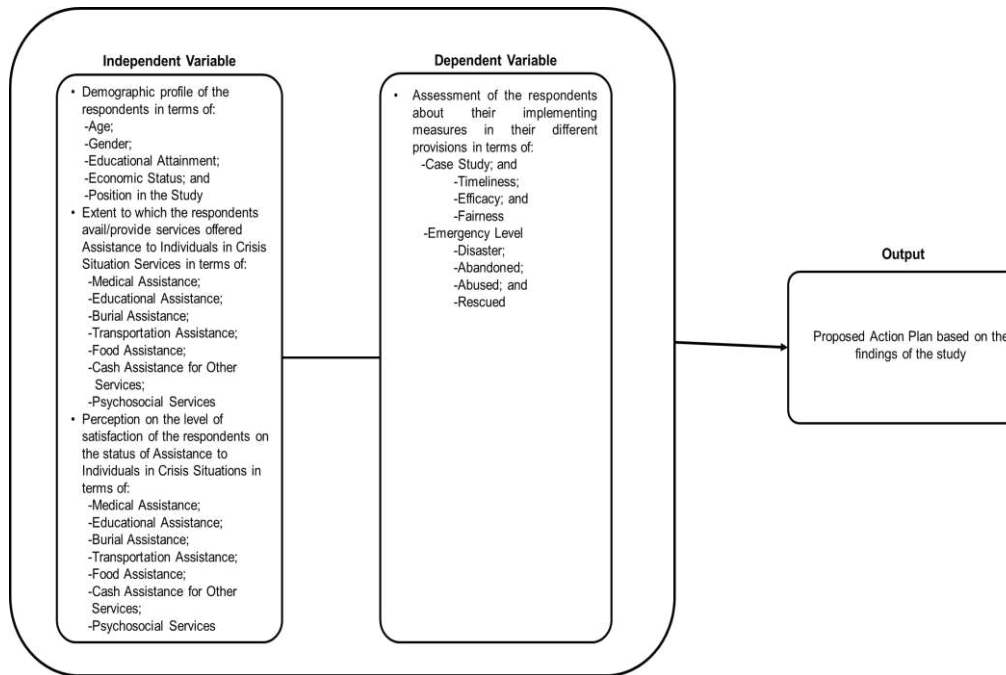 Independent Variable
• Demographic profile of the
respondents in terms of:
-Age;
-Gender;
-Educational Attainment;
-Economic Status; and
-Position in the Study
• Extent to which the respondents
avail/provide services offered
Assistance to Individuals in Crisis
Situation Services in terms of:
-Medical Assistance;
-Educational Assistance;
-Burial Assistance;
-Transportation Assistance;
-Food Assistance;
-Cash Assistance for Other
Services;
-Psychosocial Services
• Perception on the level of
satisfaction of the respondents on
the status of Assistance to
Individuals in Crisis Situations in
terms of:
-Medical Assistance;
-Educational Assistance;
-Burial Assistance;
-Transportation Assistance;
-Food Assistance;
-Cash Assistance for Other
Services;
-Psychosocial Services
Dependent Variable
• Assessment of the respondents
about their implementing
measures in their different
provisions in terms of:
-Case Study; and
-Timeliness;
-Efficacy; and
-Fairness
-Emergency Level
-Disaster;
-Abandoned;
-Abused; and
-Rescued
Output
Proposed Action Plan based on the
findings of the study